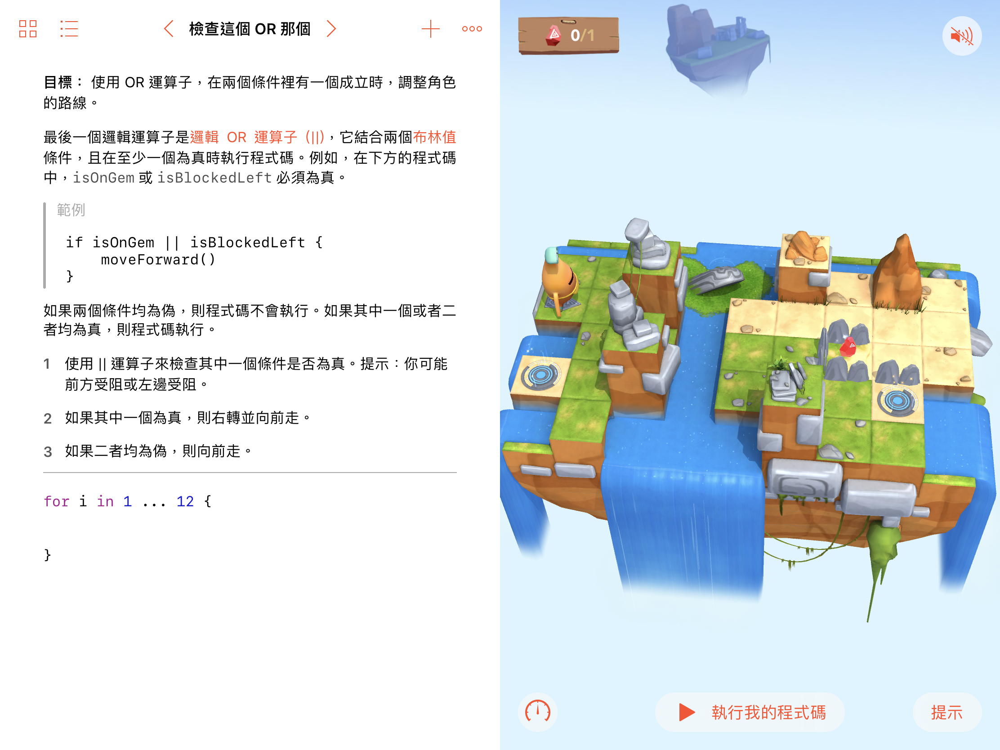 檢查這個 OR 那個
目標： 使用 OR 運算子，在兩個條件裡有一個成立時，調整角色
的路線。
最後一個邏輯運算子是邏輯 OR 運算子 (||)，它結合兩個布林值
條件，且在至少一個為真時執行程式碼。例如，在下方的程式碼
中，isOnGem 或 isBlockedLeft 必須為真。
範例
if isOnGem || isBlockedLeft {
moveForward()
}
如果兩個條件均為偽，則程式碼不會執行。如果其中一個或者二
者均為真，則程式碼執行。
1 使用 || 運算子來檢查其中一個條件是否為真。提示：你可能
前方受阻或左邊受阻。
2 如果其中一個為真，則右轉並向前走。
3 如果二者均為偽，則向前走。
for i in 1 ... 12 {
}
0/1
執行我的程式碼
提示